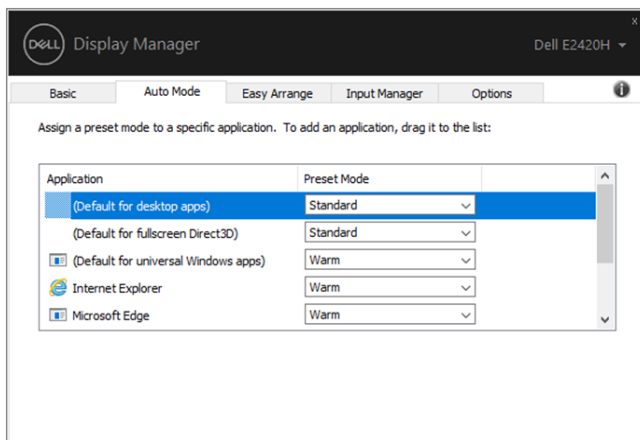 x
DELL Display Manager Dell E2420H
Basic Auto Mode Easy Arrange Input Manager Options i
Assign a preset mode to a specific application. To add an application, drag it to the list:
Application Preset Mode
(Default for desktop apps) Standard
(Default for fullscreen Direct3D) Standard
(Default for universal Windows apps) Warm
Internet Explorer Warm
Microsoft Edge Warm